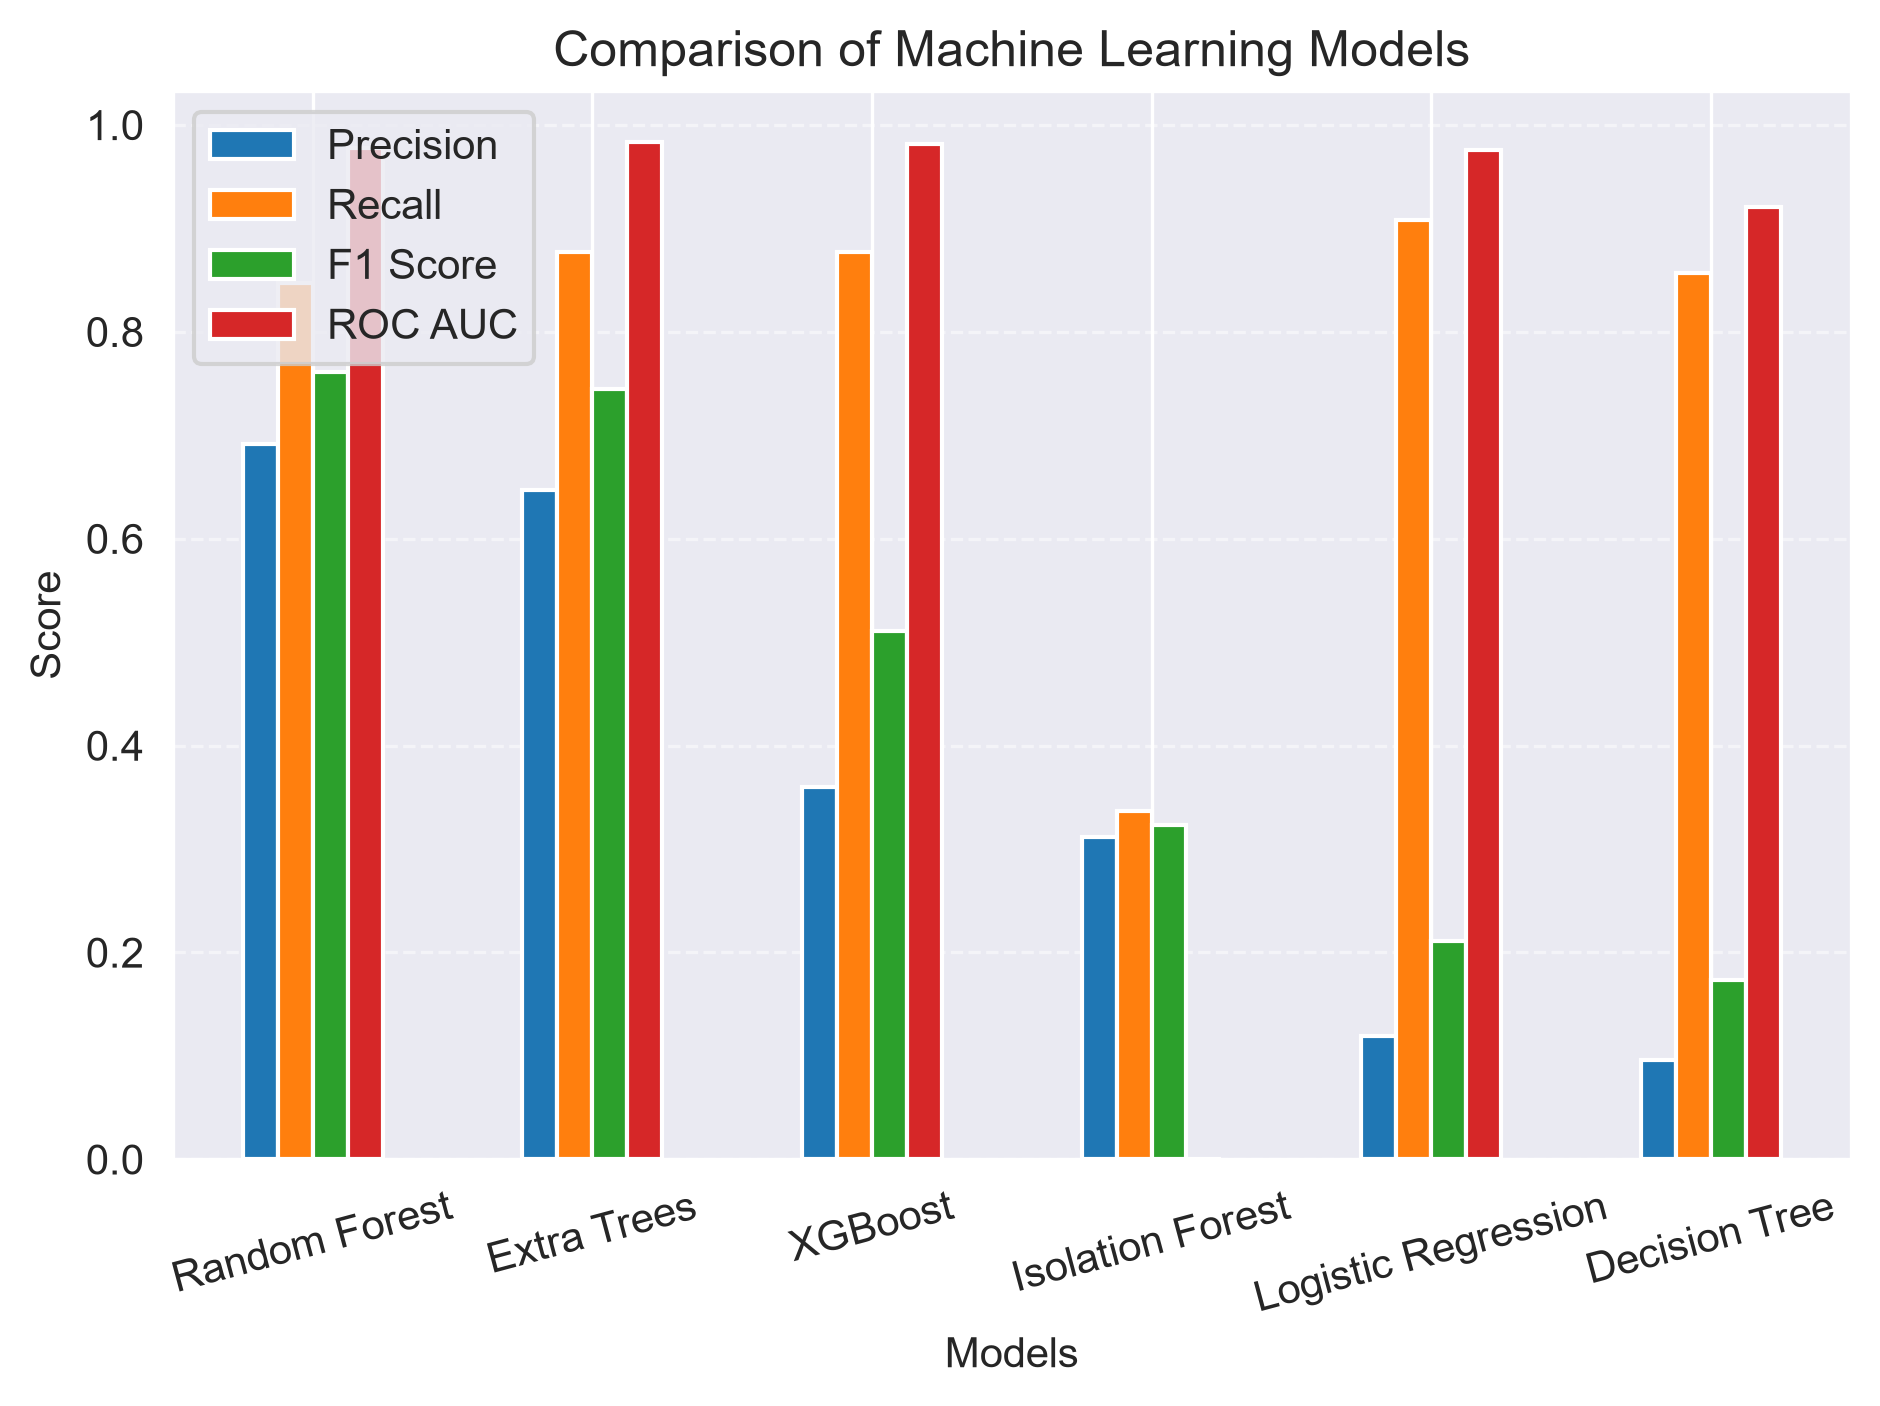 Comparison of Machine Learning Models
Precision
Recall
F1 Score
ROC AUC
1.0
0.8
0.6
0.4
0.2
0.0
Score
Random Forest
Extra Trees
XGBoost
Isolation Forest
Logistic Regression
Decision Tree
Models